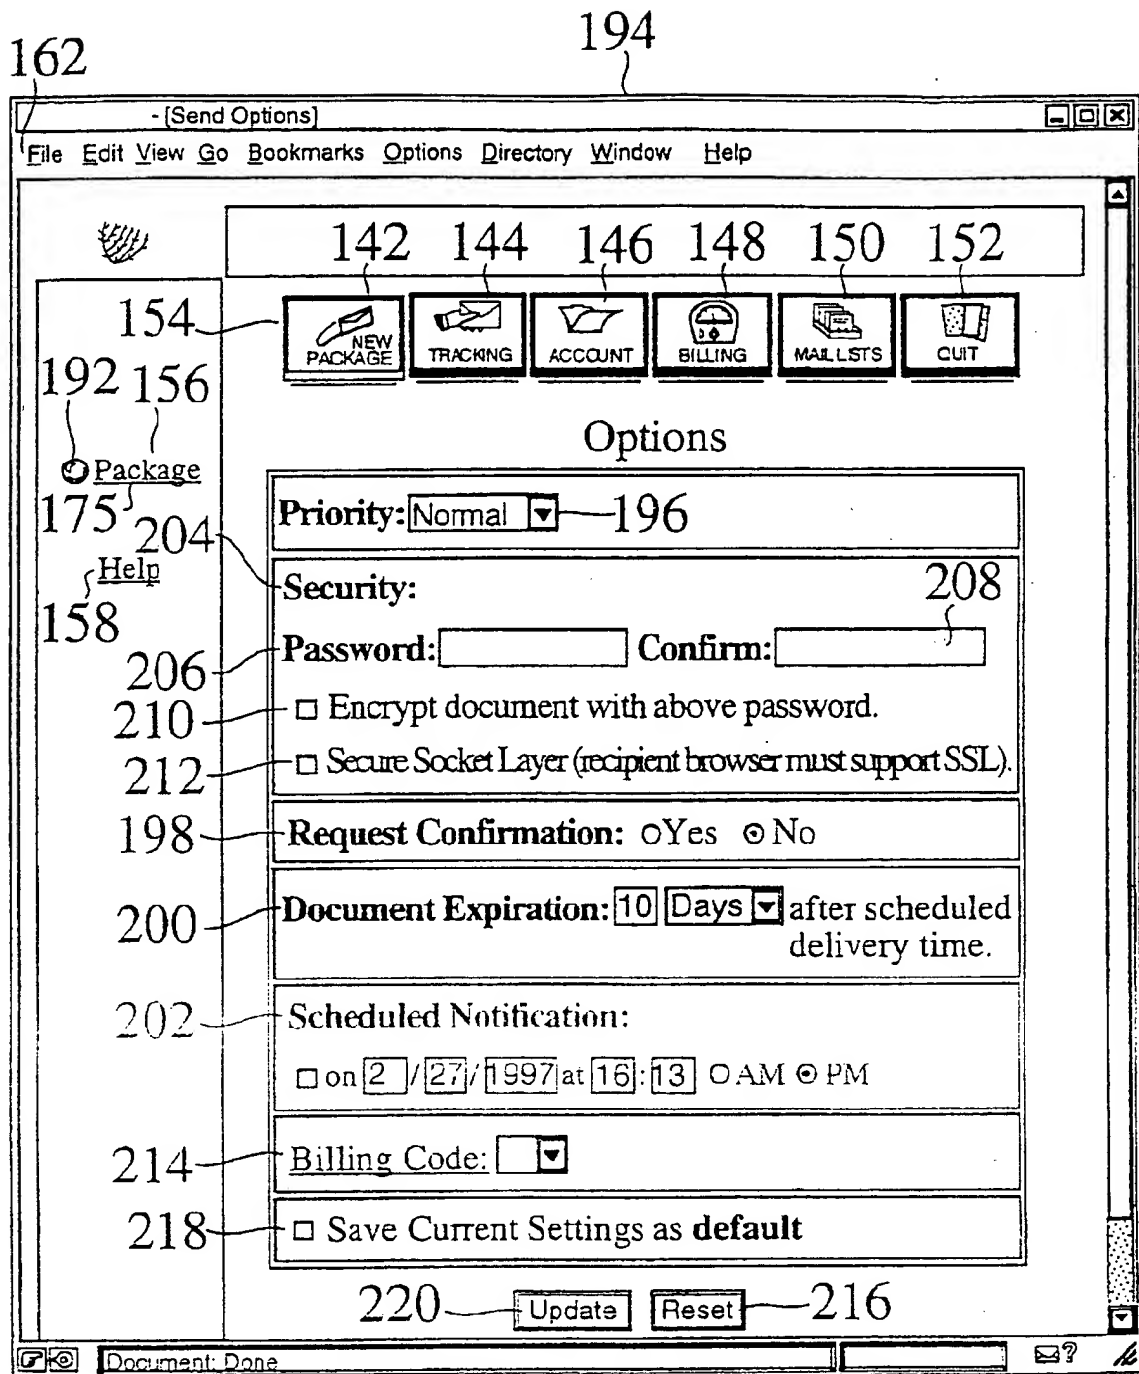 194
162
- [Send Options]
File Edit View Go Bookmarks Options Directory Window Help
142 144 146 148 150 152
154
NEW PACKAGE
TRACKING
ACCOUNT
BILLING
MAIL LISTS
QUIT
192 156
Options
Package
175
Priority: Normal 196
204
Help
Security: 208
158
206 Password: Confirm:
210 Encrypt document with above password.
212 Secure Socket Layer (recipient browser must support SSL).
198 Request Confirmation: Yes No
200 Document Expiration: 10 Days after scheduled
delivery time.
202 Scheduled Notification:
on 2 / 27 / 1997 at 16 : 13 AM PM
214 Billing Code:
218 Save Current Settings as default
220 Update Reset 216
Document: Done
?